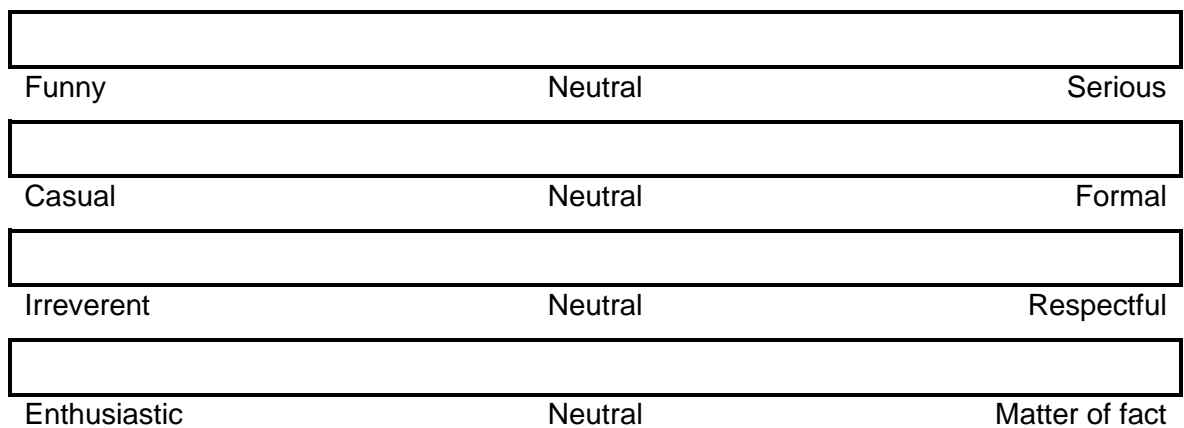 Funny Neutral Serious
Casual Neutral Formal
Irreverent Neutral Respectful
Enthusiastic Neutral Matter of fact